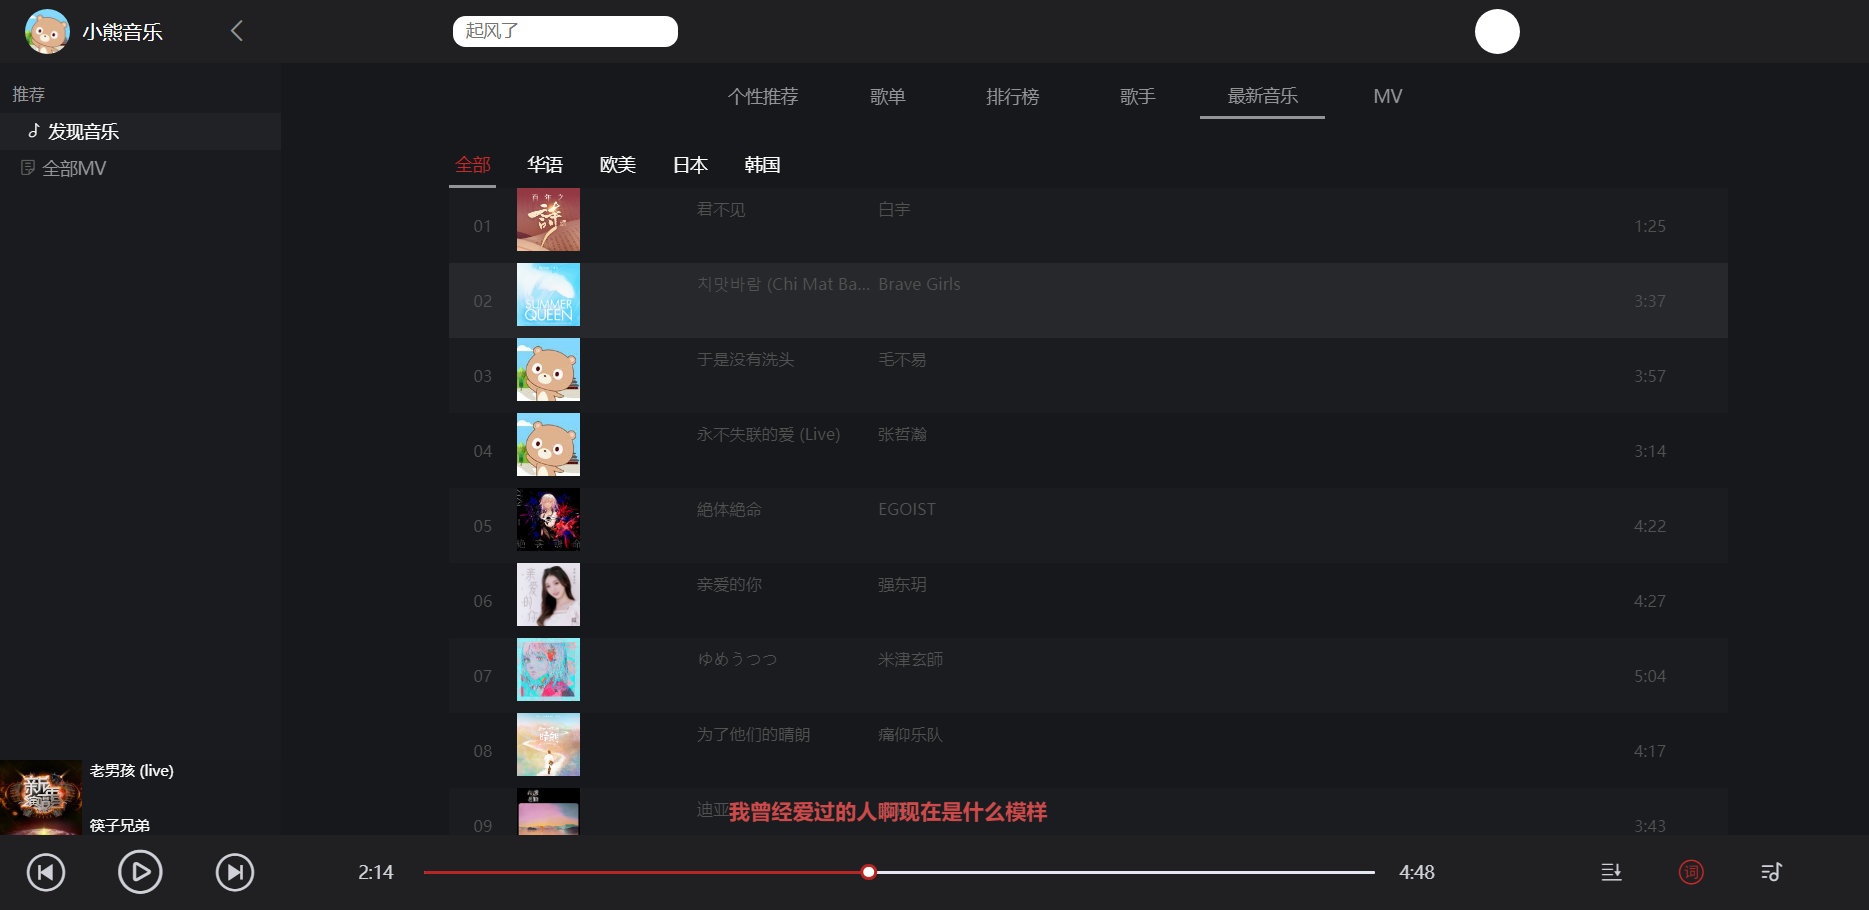 小熊音乐
起风了
推荐
发现音乐
全部MV
个性推荐 歌单 排行榜 歌手 最新音乐 MV
全部 华语 欧美 日本 韩国
01 君不见 白宇 1:25
02 치맛바람 (Chi Mat Ba... Brave Girls 3:37
SUMMER
QUEEN
03 于是没有洗头 毛不易 3:57
04 永不失联的爱 (Live) 张哲瀚 3:14
05 絶体絶命 EGOIST 4:22
06 亲爱的你 强东玥 4:27
07 ゆめうつつ 米津玄師 5:04
08 为了他们的晴朗 痛仰乐队 4:17
09 迪亚 3:43
我曾经爱过的人啊现在是什么模样
老男孩 (live)
筷子兄弟
2:14 4:48
词